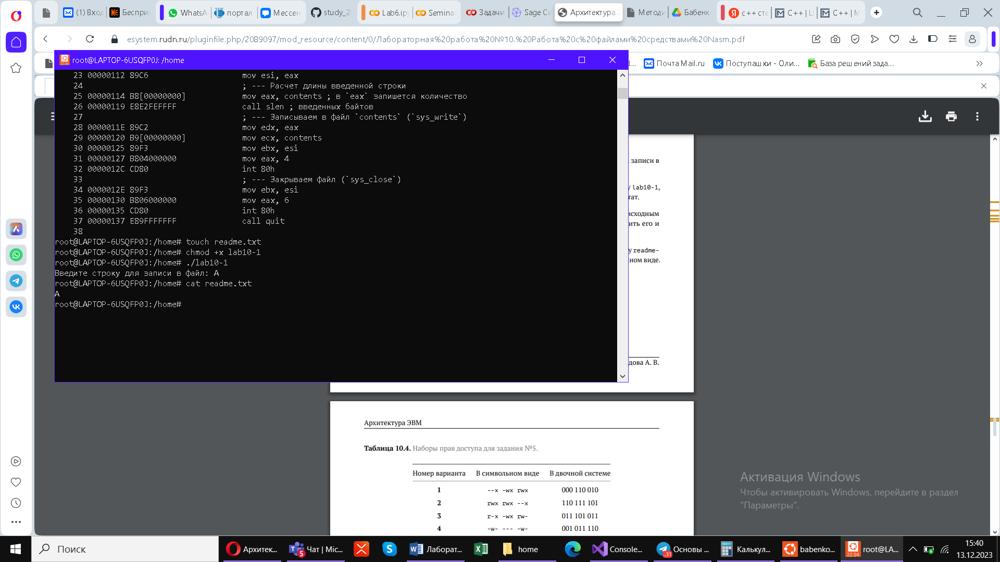 (1) Вход
Беспри
WhatsA
портал
Мессен
study_2
Lab6.ipy
Semina
Задачи
Sage Ce
Архитектура
Методи
Бабенк
с++ сте
C++ | Ц
C++ | М
esystem.rudn.ru/pluginfile.php/2089097/mod_resource/content/0/Лабораторная%20работа%20№10.%20Работа%20с%20файлами%20средствами%20Nasm.pdf
root@LAPTOP-6USQFP0J: /home
d...
Почта Mail.ru
Поступашки - Оли...
База решений зада...
23 00000112 89C6 mov esi, eax
24 ; --- Расчет длины введенной строки
25 00000114 B8[00000000] mov eax, contents ; в `eax` запишется количество
26 00000119 E8E2FEFFFF call slen ; введенных байтов
27 ; --- Записываем в файл `contents` (`sys_write`)
28 0000011E 89C2 mov edx, eax
29 00000120 B9[00000000] mov ecx, contents
30 00000125 89F3 mov ebx, esi
31 00000127 B804000000 mov eax, 4
32 0000012C CD80 int 80h
33 ; --- Закрываем файл (`sys_close`)
34 0000012E 89F3 mov ebx, esi
35 00000130 B806000000 mov eax, 6
36 00000135 CD80 int 80h
37 00000137 E89FFFFFFF call quit
38
root@LAPTOP-6USQFP0J:/home# touch readme.txt
root@LAPTOP-6USQFP0J:/home# chmod +x lab10-1
root@LAPTOP-6USQFP0J:/home# ./lab10-1
Введите строку для записи в файл: A
root@LAPTOP-6USQFP0J:/home# cat readme.txt
A
root@LAPTOP-6USQFP0J:/home#
записи в
у lab10-1,
тат.
исходным
ить его и
у readme-
ном виде.
дова А. В.
Архитектура ЭВМ
Таблица 10.4. Наборы прав доступа для задания №5.
Номер варианта В символьном виде В двочной системе
1 --x -wx rwx 000 110 010
2 rwx rwx --x 110 111 101
3 r-x -wx rw- 011 101 011
4 -w- --- -w- 001 011 110
Активация Windows
Чтобы активировать Windows, перейдите в раздел
"Параметры".
Поиск
Архитек...
5
Чат | Mic...
Лаборат...
home
Console...
..31
Основы ...
Калькул...
babenko...
22.04
root@LA...
15:40
13.12.2023